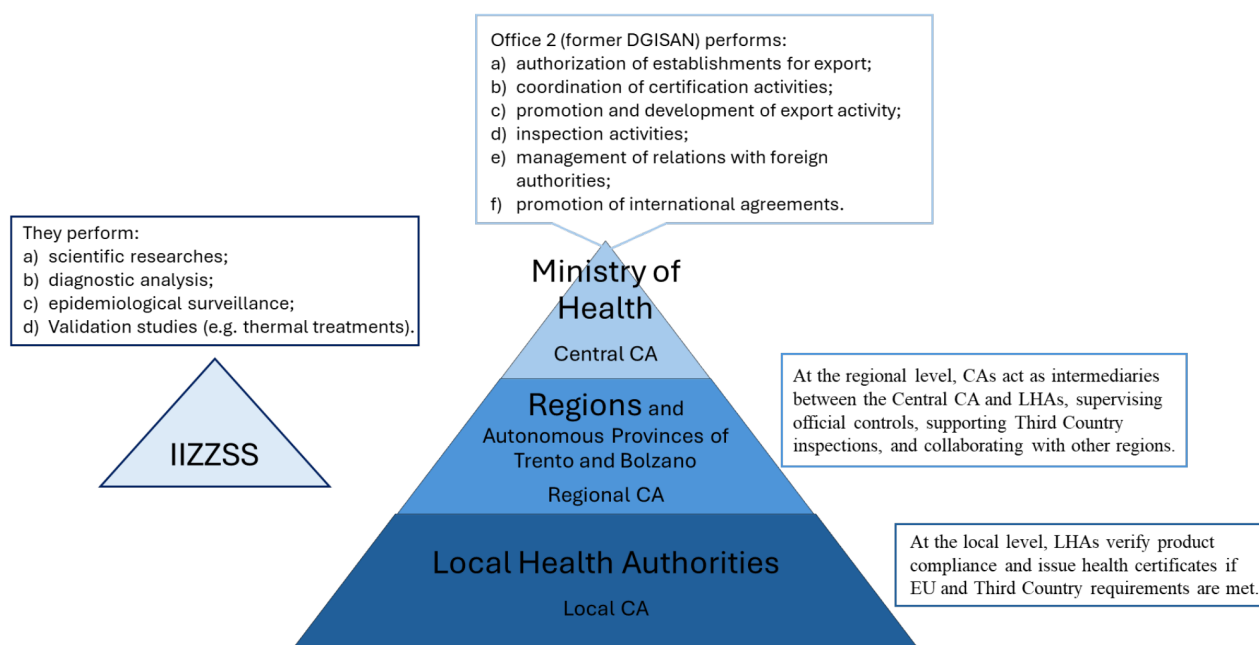 Office 2 (former DGISAN) performs:
a) authorization of establishments for export;
b) coordination of certification activities;
c) promotion and development of export activity;
d) inspection activities;
e) management of relations with foreign
authorities;
f) promotion of international agreements.
They perform:
a) scientific researches;
b) diagnostic analysis;
c) epidemiological surveillance;
d) Validation studies (e.g. thermal treatments).
IIZZSS
Ministry of
Health
Central CA
Regions and
Autonomous Provinces of
Trento and Bolzano
Regional CA
At the regional level, CAs act as intermediaries
between the Central CA and LHAs, supervising
official controls, supporting Third Country
inspections, and collaborating with other regions.
Local Health Authorities
Local CA
At the local level, LHAs verify product
compliance and issue health certificates if
EU and Third Country requirements are met.